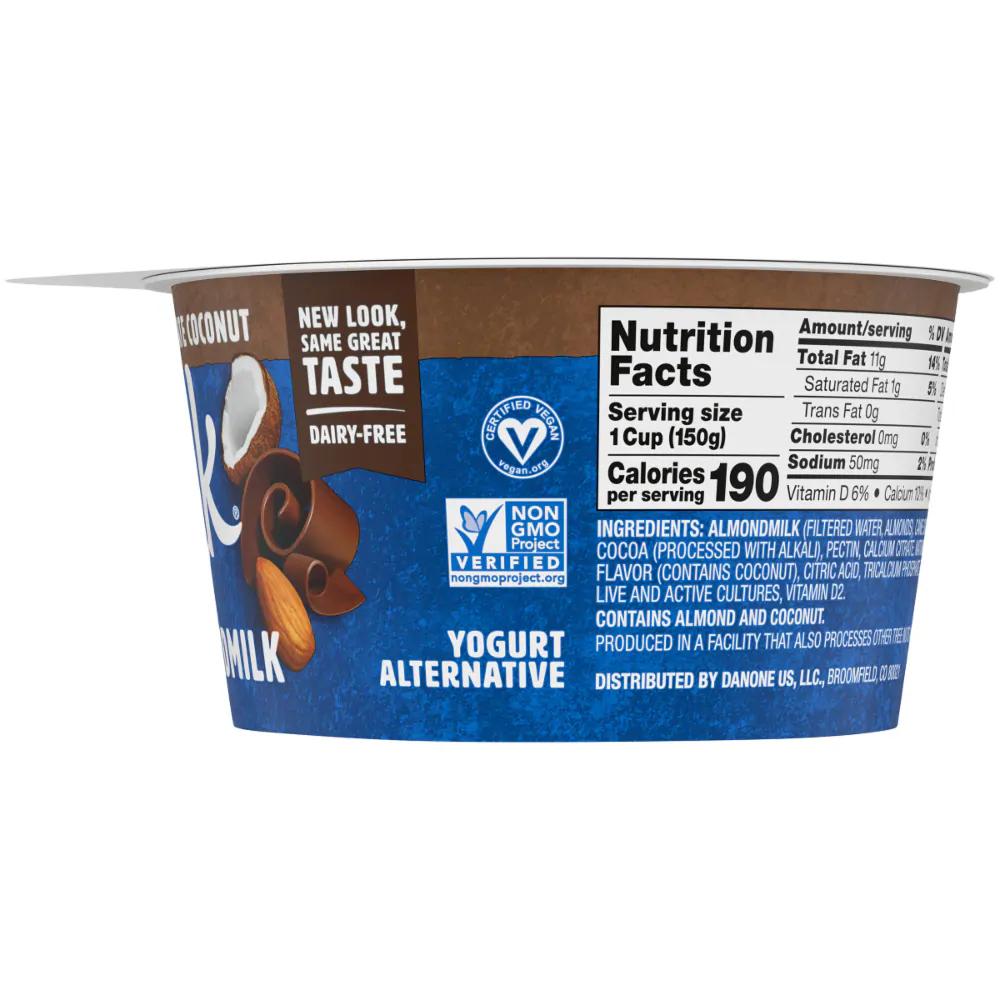 COCONUT
NEW LOOK,
SAME GREAT
TASTE
DAIRY-FREE
k®
MILK
CERTIFIED VEGAN
V
vegan.org
NON
GMO
Project
VERIFIED
nongmoproject.org
YOGURT
ALTERNATIVE
Nutrition
Facts
Serving size
1 Cup (150g)
Calories
per serving 190
Amount/serving % DV
Total Fat 11g 14%
Saturated Fat 1g 5%
Trans Fat 0g
Cholesterol 0mg 0%
Sodium 50mg 2%
Vitamin D 6% • Calcium 10% •
INGREDIENTS: ALMONDMILK (FILTERED WATER, ALMONDS),
COCOA (PROCESSED WITH ALKALI), PECTIN, CALCIUM CITRATE,
FLAVOR (CONTAINS COCONUT), CITRIC ACID, TRICALCIUM
LIVE AND ACTIVE CULTURES, VITAMIN D2.
CONTAINS ALMOND AND COCONUT.
PRODUCED IN A FACILITY THAT ALSO PROCESSES OTHER TREE
DISTRIBUTED BY DANONE US, LLC., BROOMFIELD, CO 80021